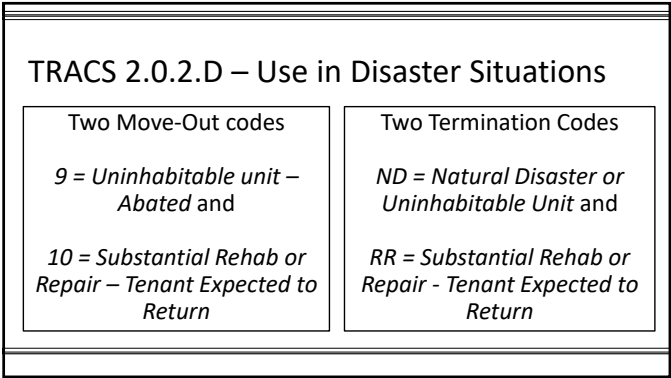 TRACS 2.0.2.D – Use in Disaster Situations
Two Move-Out codes
9 = Uninhabitable unit –
Abated and
10 = Substantial Rehab or
Repair – Tenant Expected to
Return
Two Termination Codes
ND = Natural Disaster or
Uninhabitable Unit and
RR = Substantial Rehab or
Repair - Tenant Expected to
Return